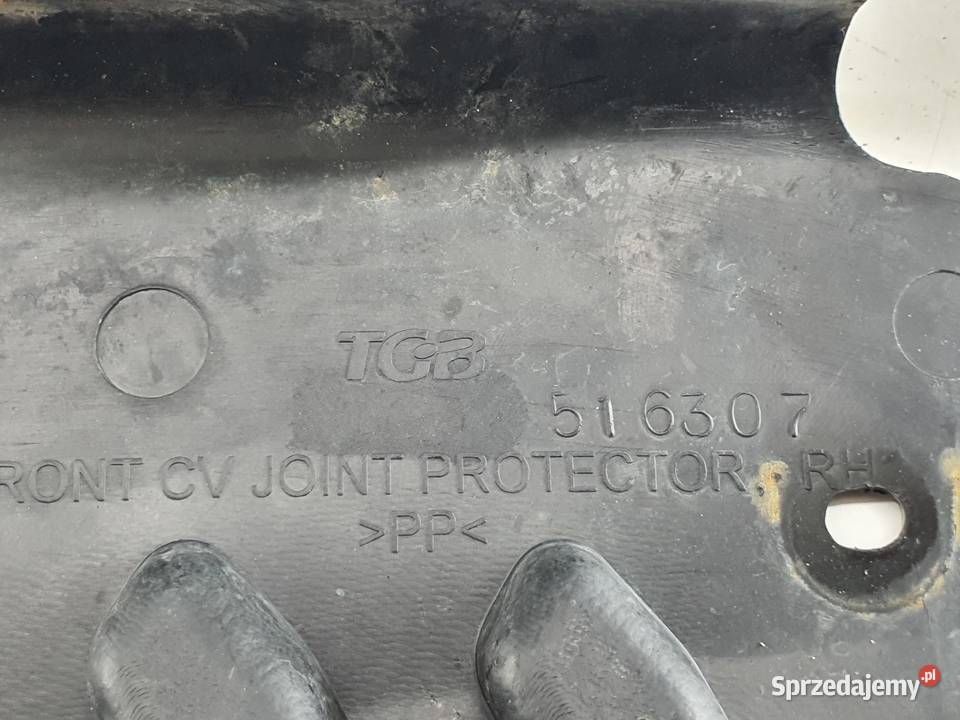 TGB
516307
RONT CV JOINT PROTECTOR, RH
>PP<
Sprzedajemy.pl